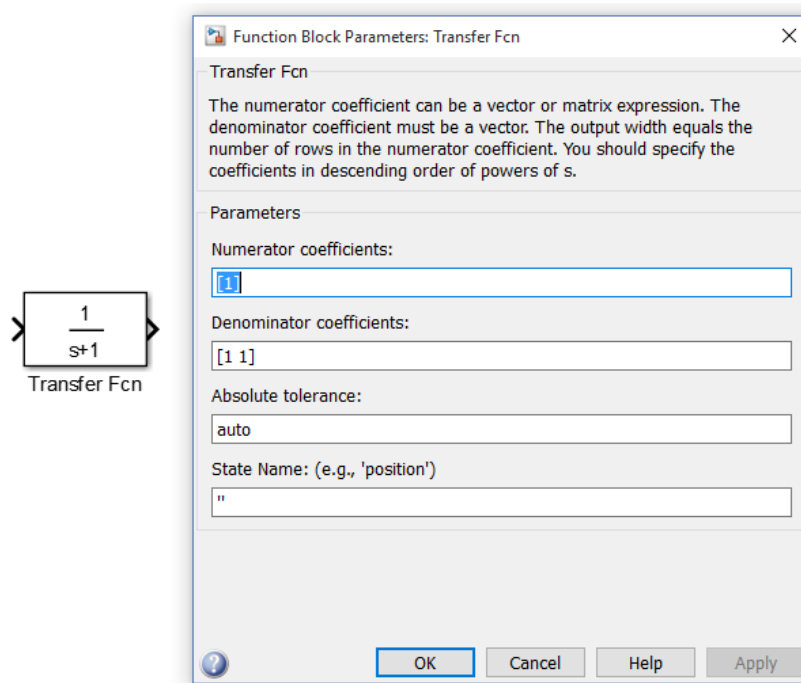 Function Block Parameters: Transfer Fcn
Transfer Fcn
The numerator coefficient can be a vector or matrix expression. The
denominator coefficient must be a vector. The output width equals the
number of rows in the numerator coefficient. You should specify the
coefficients in descending order of powers of s.
Parameters
Numerator coefficients:
[1]
Denominator coefficients:
[1 1]
Absolute tolerance:
auto
State Name: (e.g., 'position')
''
1
s+1
Transfer Fcn
?
OK Cancel Help Apply